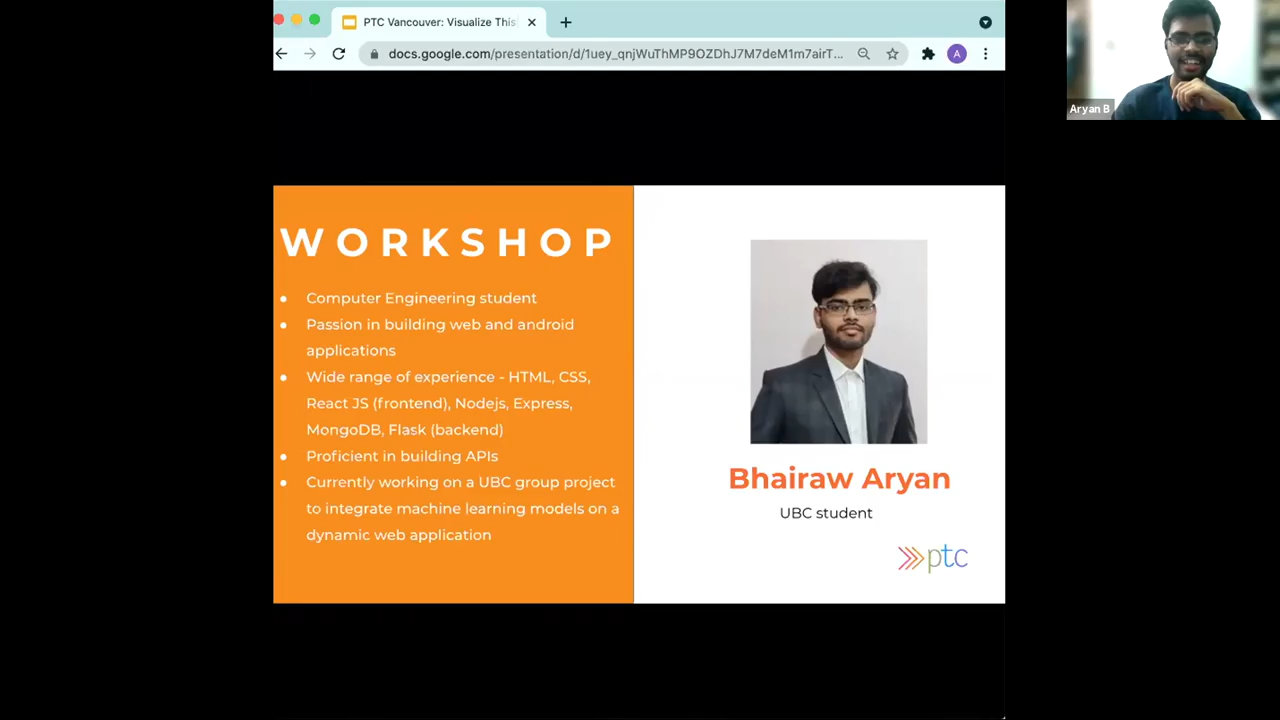 PTC Vancouver: Visualize This
docs.google.com/presentation/d/1uey_qnjWuThMP9OZDhJ7M7deM1m7airT...
A
Aryan B
WORKSHOP
● Computer Engineering student
● Passion in building web and android
applications
● Wide range of experience - HTML, CSS,
React JS (frontend), Nodejs, Express,
MongoDB, Flask (backend)
● Proficient in building APIs
● Currently working on a UBC group project
to integrate machine learning models on a
dynamic web application
Bhairaw Aryan
UBC student
ptc